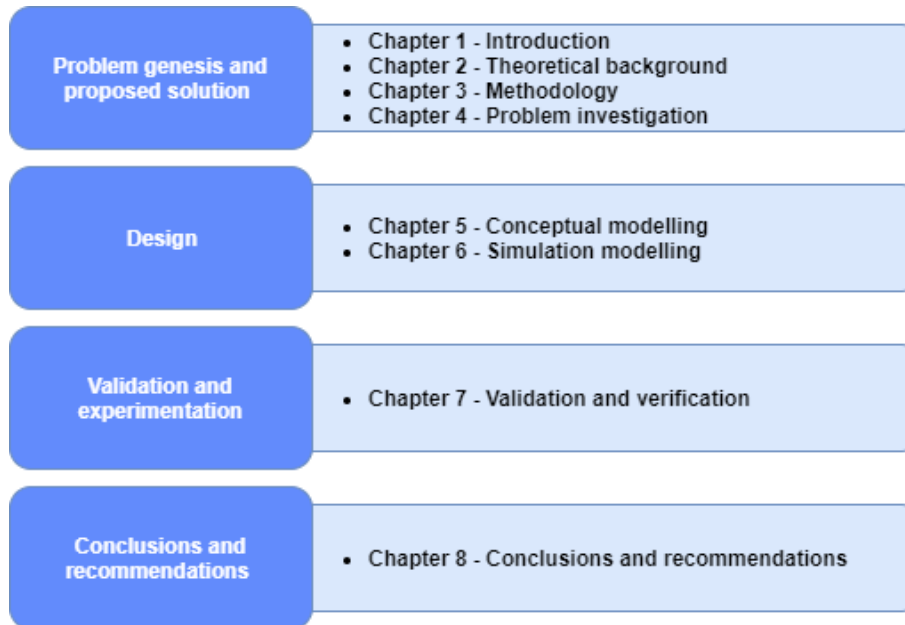 Problem genesis and
proposed solution
• Chapter 1 - Introduction
• Chapter 2 - Theoretical background
• Chapter 3 - Methodology
• Chapter 4 - Problem investigation
Design
• Chapter 5 - Conceptual modelling
• Chapter 6 - Simulation modelling
Validation and
experimentation
• Chapter 7 - Validation and verification
Conclusions and
recommendations
• Chapter 8 - Conclusions and recommendations